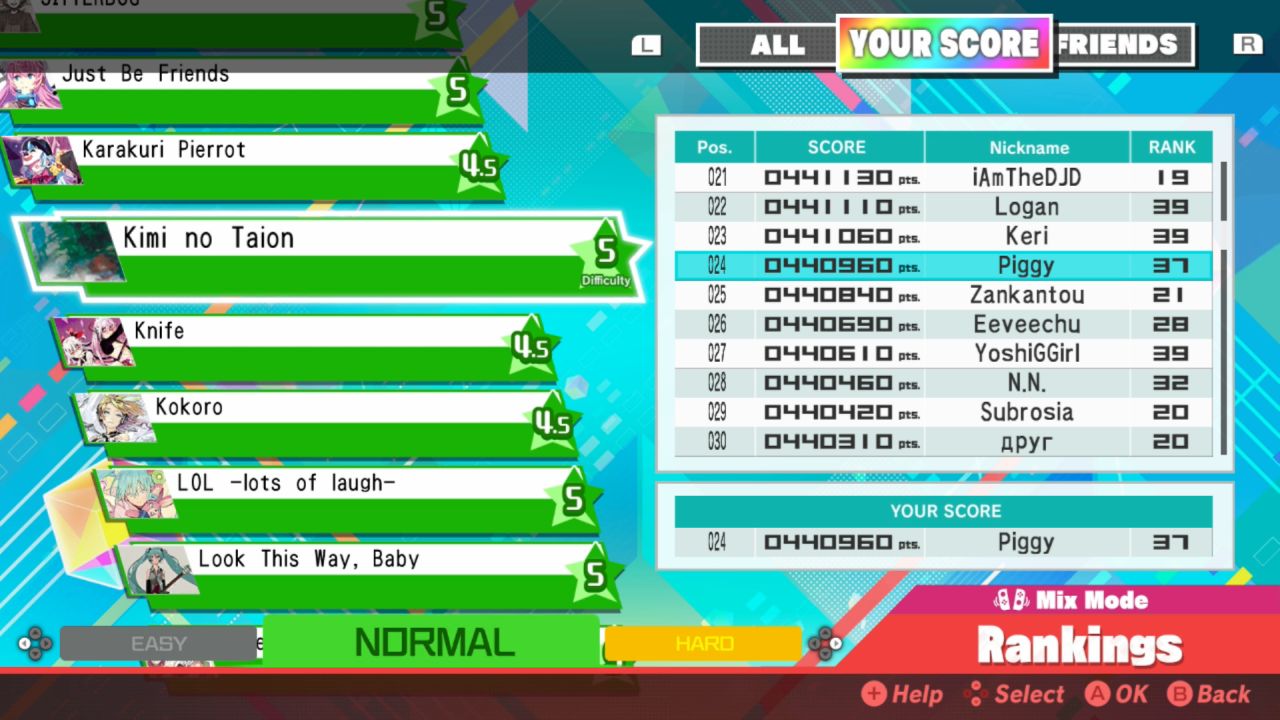 JITTERBUG
5
L
ALL
YOUR SCORE
FRIENDS
R
Just Be Friends
5
Karakuri Pierrot
4.5
Kimi no Taion
5
Difficulty
Knife
4.5
Kokoro
4.5
LOL -lots of laugh-
5
Look This Way, Baby
5
Pos. SCORE Nickname RANK
021 0441130 pts. iAmTheDJD 19
022 0441110 pts. Logan 39
023 0441060 pts. Keri 39
024 0440960 pts. Piggy 37
025 0440840 pts. Zankantou 21
026 0440690 pts. Eeveechu 28
027 0440610 pts. YoshiGGirl 39
028 0440460 pts. N.N. 32
029 0440420 pts. Subrosia 20
030 0440310 pts. друг 20
YOUR SCORE
024 0440960 pts. Piggy 37
Mix Mode
Rankings
EASY
NORMAL
HARD
+ Help
Select
A OK
B Back